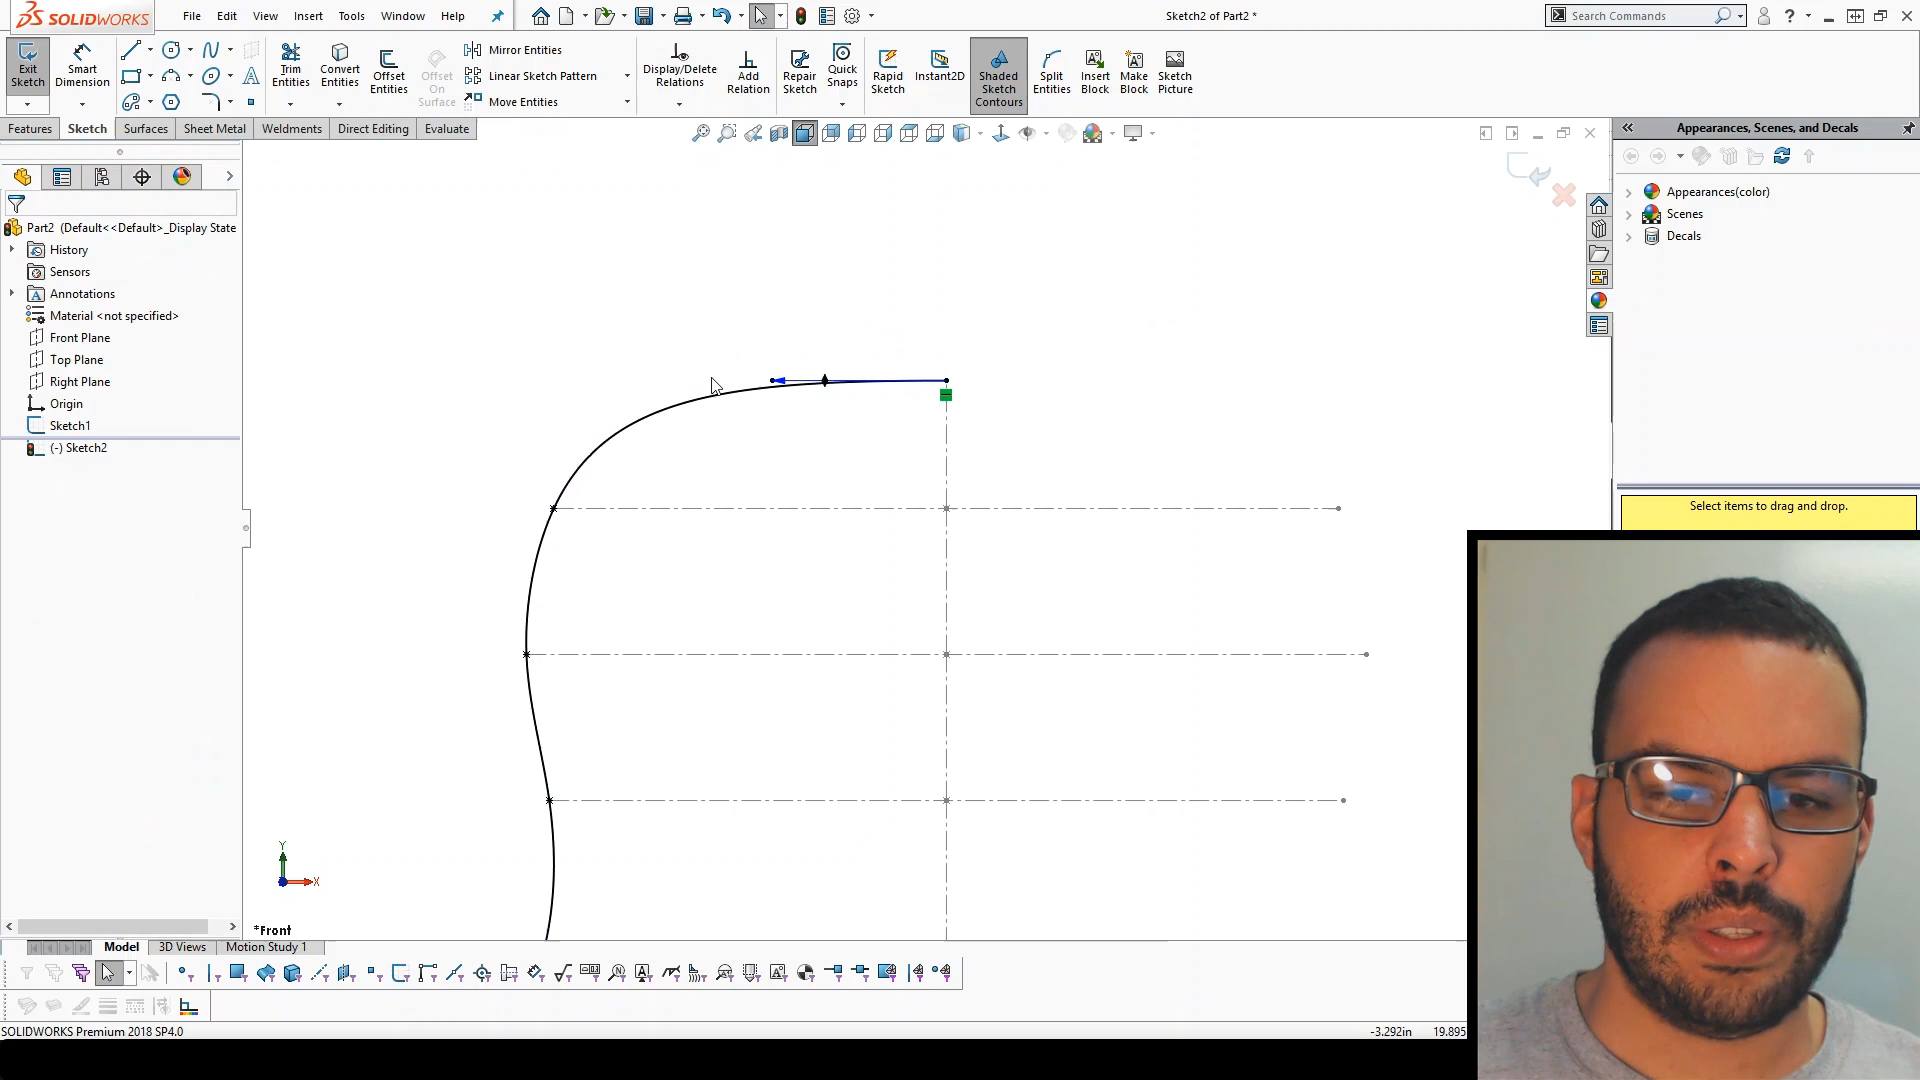 SOLIDWORKS
File Edit View Insert Tools Window Help
Sketch2 of Part2 *
Search Commands
Exit Sketch
Smart Dimension
Trim Entities
Convert Entities
Offset Entities
Offset On Surface
Mirror Entities
Linear Sketch Pattern
Move Entities
Display/Delete Relations
Add Relation
Repair Sketch
Quick Snaps
Rapid Sketch
Instant2D
Shaded Sketch Contours
Split Entities
Insert Block
Make Block
Sketch Picture
Features Sketch Surfaces Sheet Metal Weldments Direct Editing Evaluate
Appearances, Scenes, and Decals
Appearances(color)
Scenes
Decals
Part2 (Default<<Default>_Display State
History
Sensors
Annotations
Material <not specified>
Front Plane
Top Plane
Right Plane
Origin
Sketch1
(-) Sketch2
Select items to drag and drop.
Y
X
*Front
Model 3D Views Motion Study 1
SOLIDWORKS Premium 2018 SP4.0
-3.292in 19.895